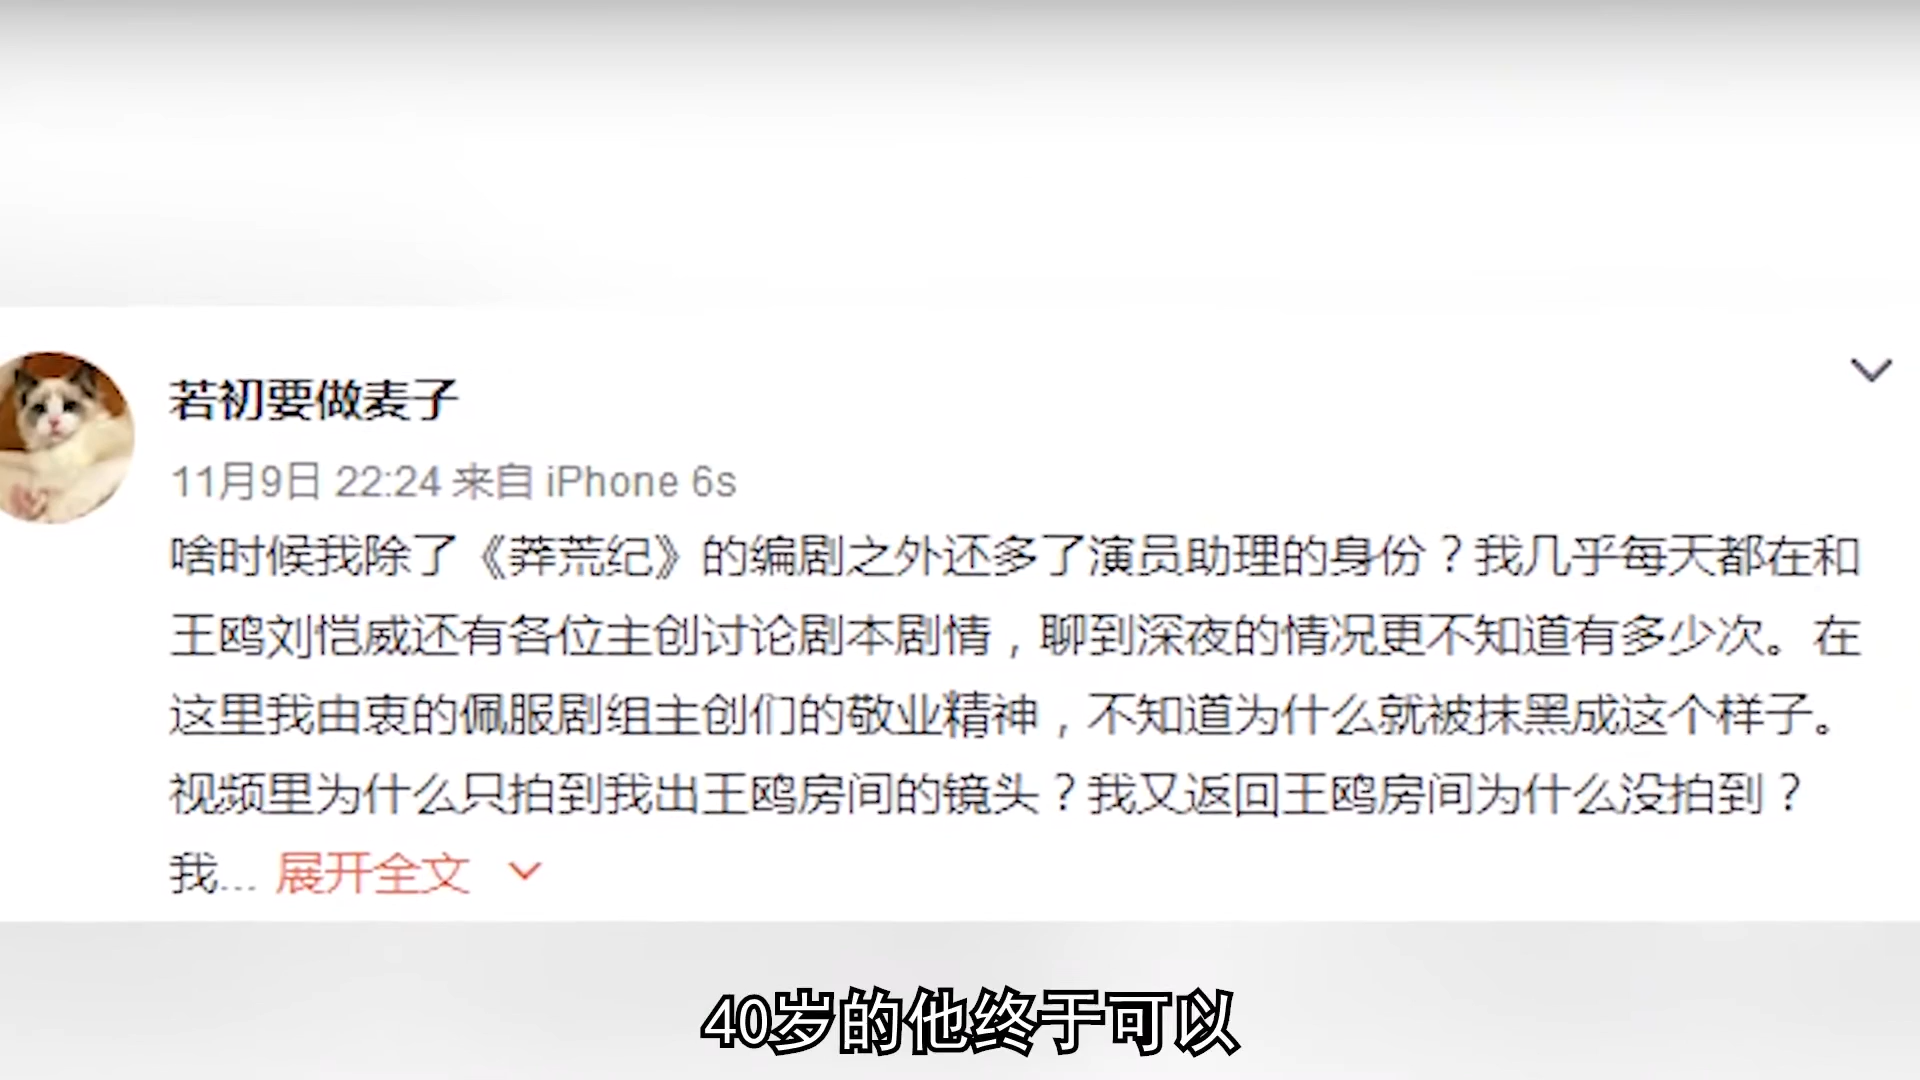 若初要做麦子
11月9日 22:24 来自 iPhone 6s
啥时候我除了《莽荒纪》的编剧之外还多了演员助理的身份？我几乎每天都在和
王鸥刘恺威还有各位主创讨论剧本剧情，聊到深夜的情况更不知道有多少次。在
这里我由衷的佩服剧组主创们的敬业精神，不知道为什么就被抹黑成这个样子。
视频里为什么只拍到我出王鸥房间的镜头？我又返回王鸥房间为什么没拍到？
我... 展开全文
40岁的他终于可以